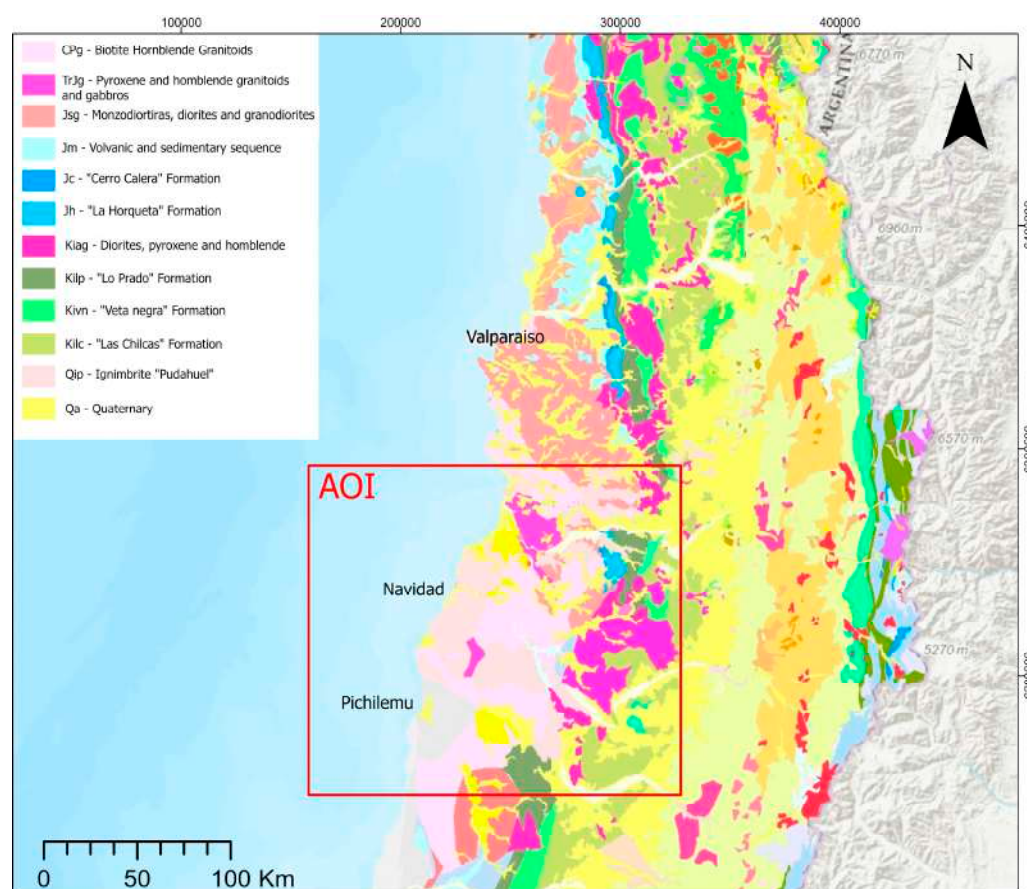 100000 200000 300000 400000
CPg - Biotite Hornblende Granitoids
TrJg - Pyroxene and homblende granitoids
and gabbros
Jsg - Monzodiortiras, diorites and granodiorites
Jm - Volvanic and sedimentary sequence
Jc - "Cerro Calera" Formation
Jh - "La Horqueta" Formation
Kiag - Diorites, pyroxene and homblende
Kilp - "Lo Prado" Formation
Kivn - "Veta negra" Formation
Kilc - "Las Chilcas" Formation
Qip - Ignimbrite "Pudahuel"
Qa - Quaternary
ARGENTINA
6770 m
N
6960 m
Valparaiso
6570 m
AOI
Navidad
5270 m
Pichilemu
0 50 100 Km